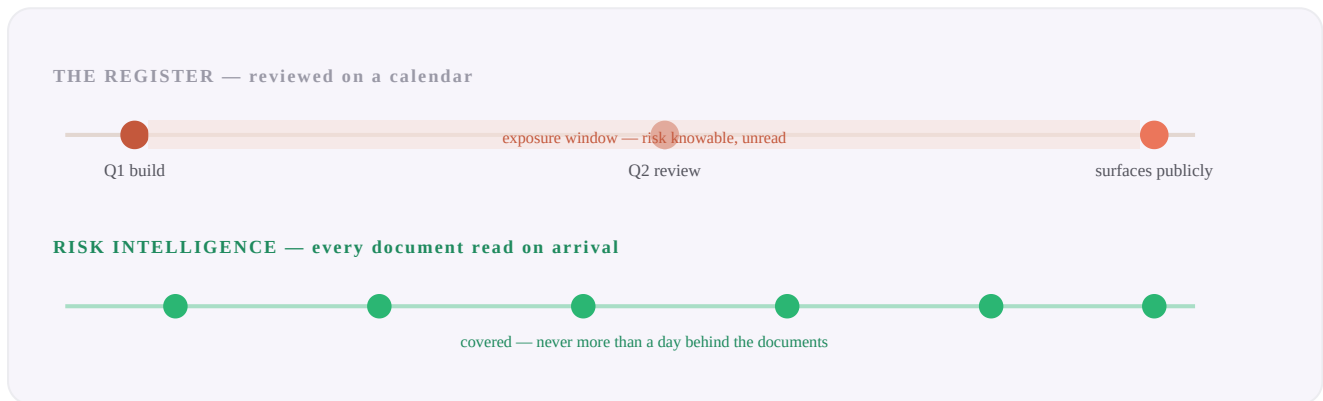 THE REGISTER — reviewed on a calendar
exposure window — risk knowable, unread
Q1 build
Q2 review
surfaces publicly
RISK INTELLIGENCE — every document read on arrival
covered — never more than a day behind the documents